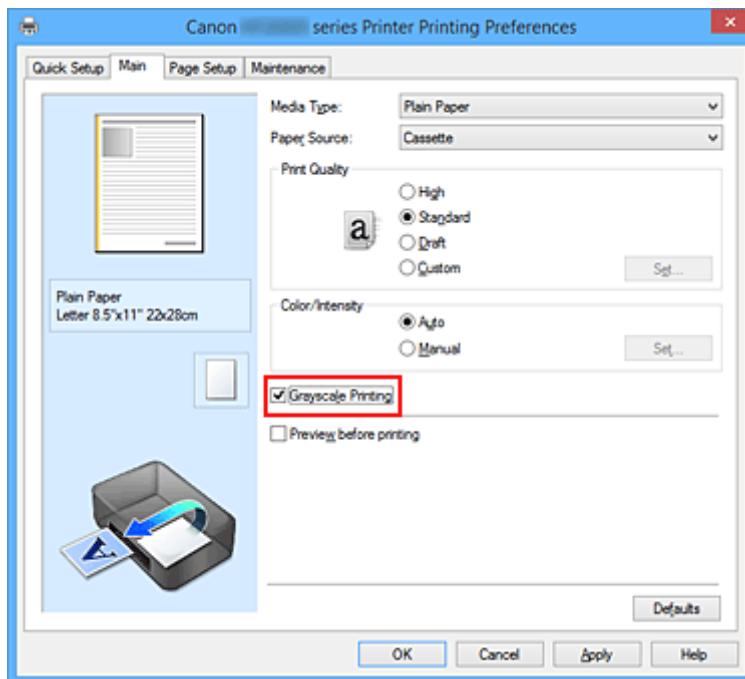 Canon series Printer Printing Preferences
Quick Setup Main Page Setup Maintenance
Media Type: Plain Paper
Paper Source: Cassette
Print Quality
High
a
Standard
Draft
Custom Set...
Plain Paper
Letter 8.5"x11" 22x28cm
Color/Intensity
Auto
Manual Set...
Grayscale Printing
Preview before printing
A
Defaults
OK Cancel Apply Help